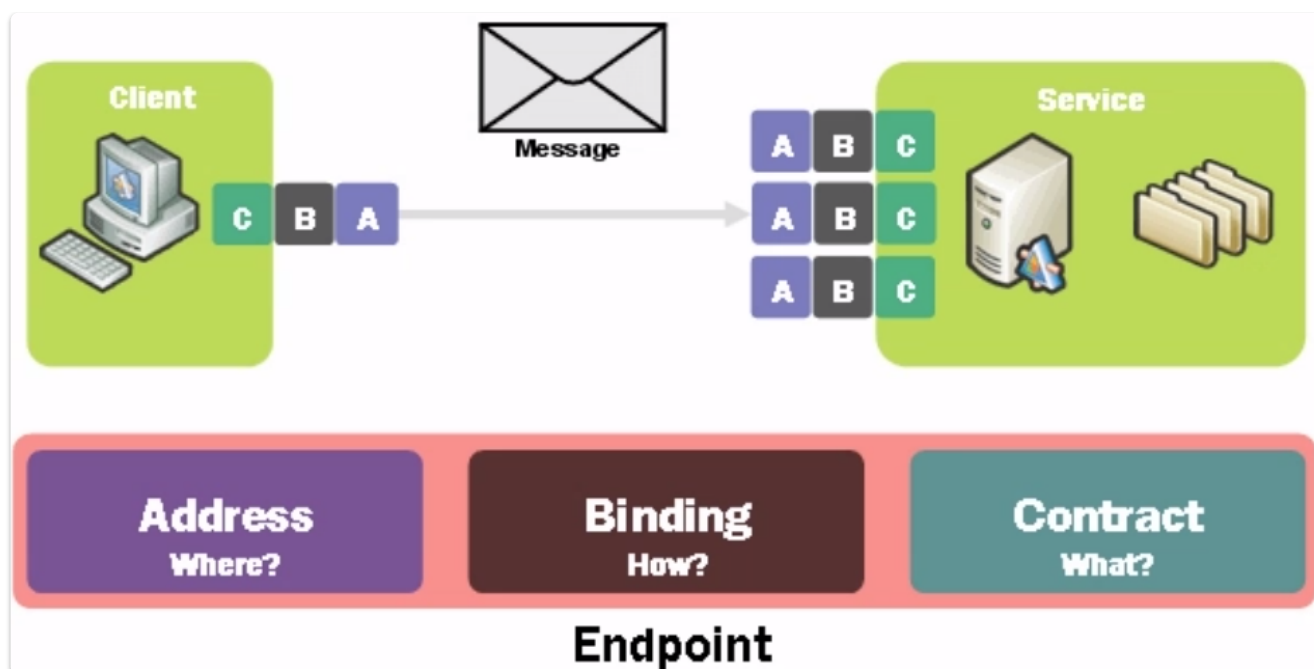 Client
Message
Service
A B C
C B A
A B C
A B C
Address
Where?
Binding
How?
Contract
What?
Endpoint